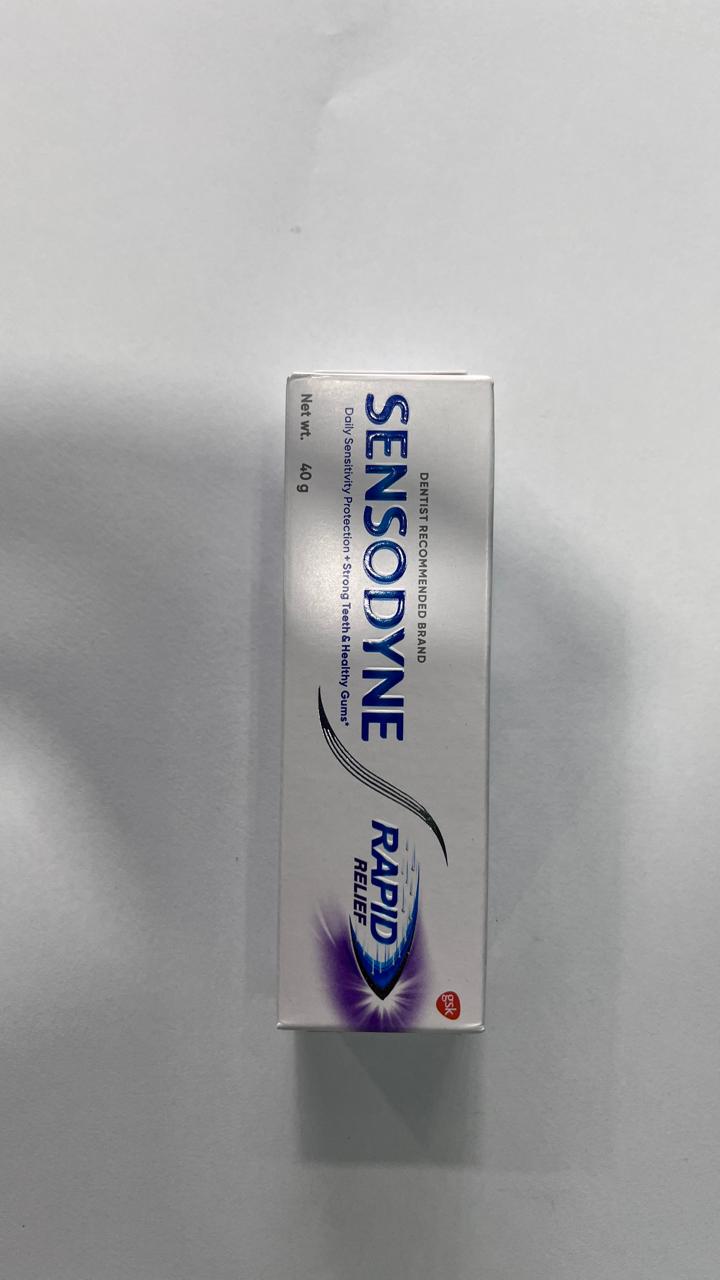 DENTIST RECOMMENDED BRAND
SENSODYNE
Daily Sensitivity Protection + Strong Teeth & Healthy Gums*
Net wt. 40 g
RAPID
RELIEF
gsk